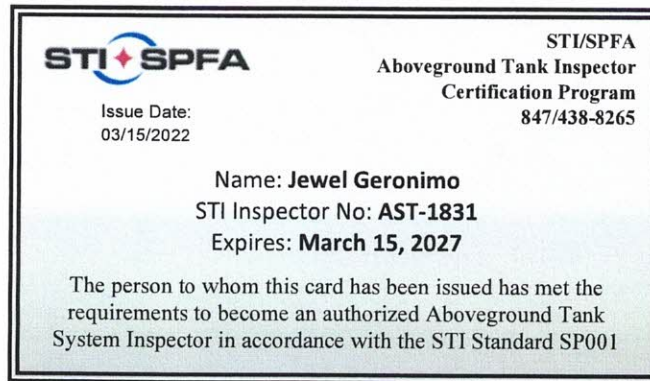 STI SPFA
Issue Date:
03/15/2022
STI/SPFA
Aboveground Tank Inspector
Certification Program
847/438-8265
Name: Jewel Geronimo
STI Inspector No: AST-1831
Expires: March 15, 2027
The person to whom this card has been issued has met the
requirements to become an authorized Aboveground Tank
System Inspector in accordance with the STI Standard SP001